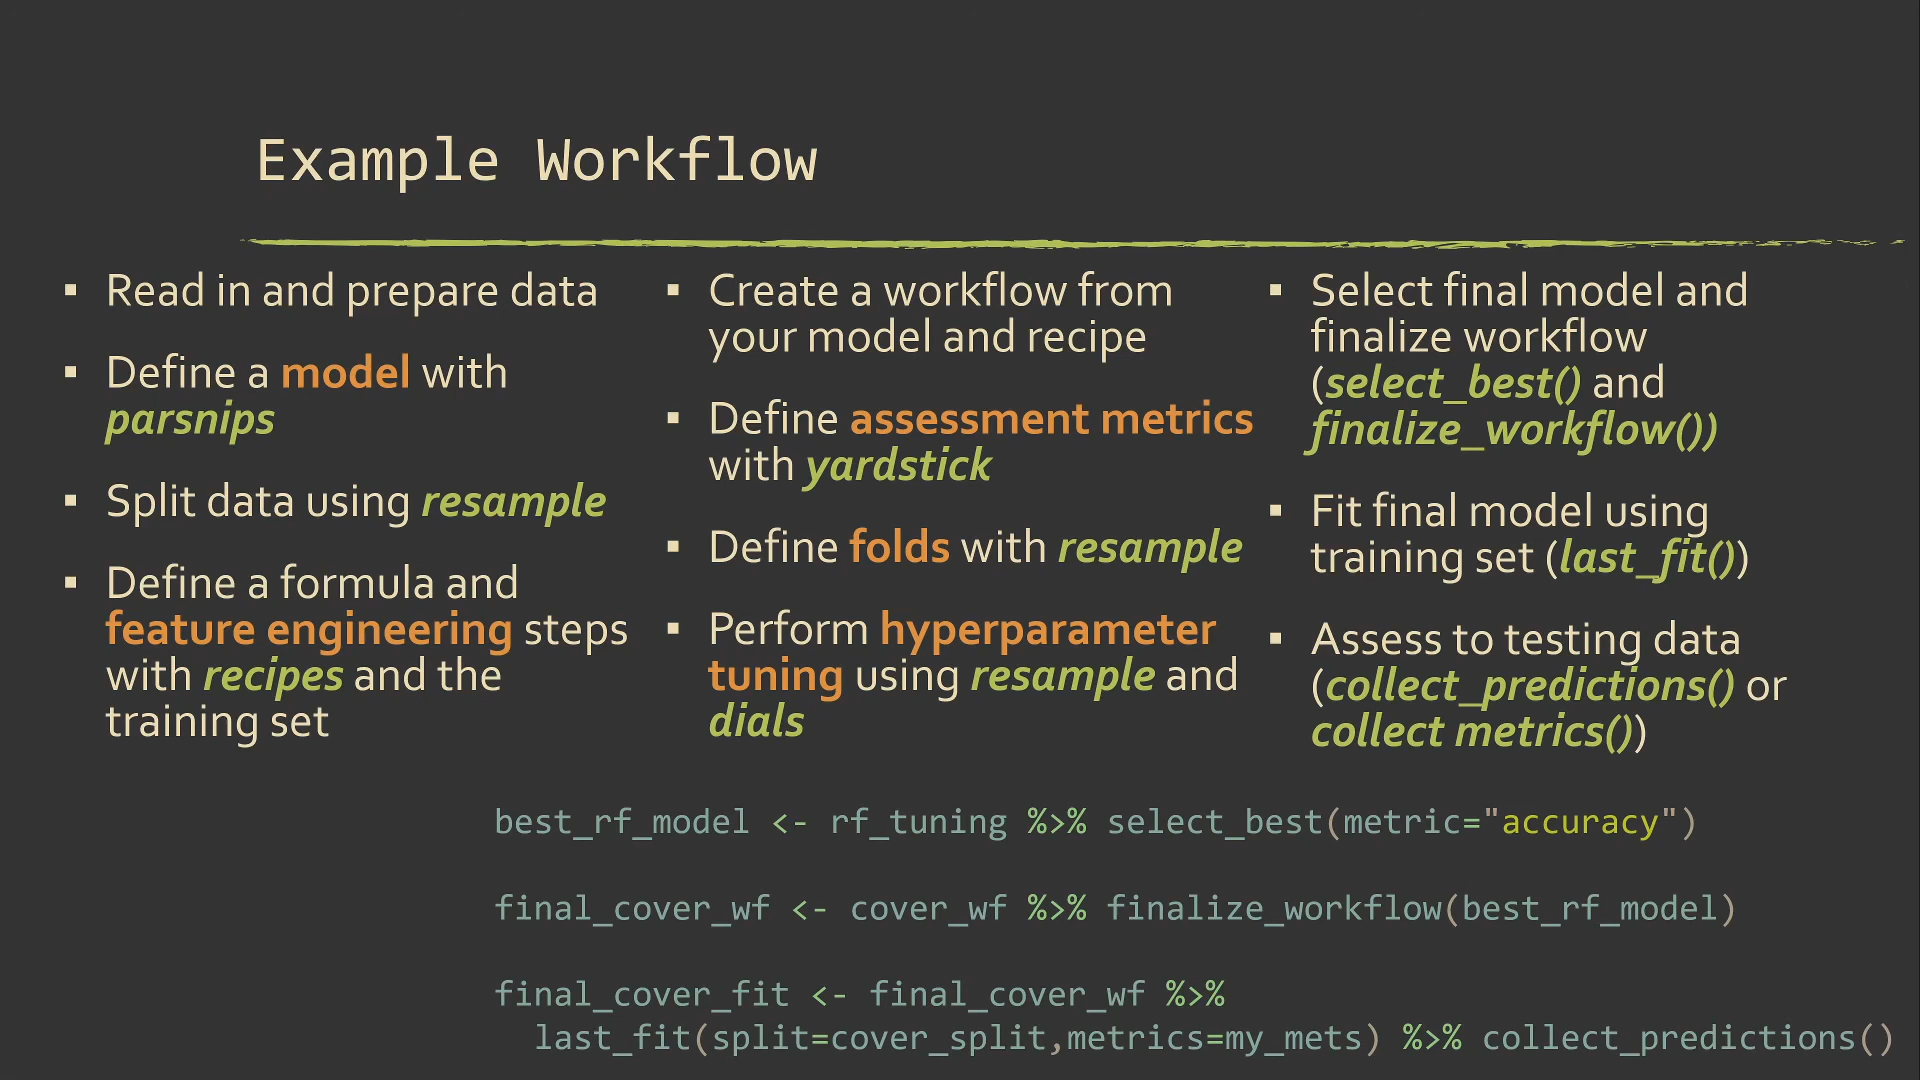 Example Workflow
▪ Read in and prepare data
▪ Define a model with
parsnips
▪ Split data using resample
▪ Define a formula and
feature engineering steps
with recipes and the
training set
▪ Create a workflow from
your model and recipe
▪ Define assessment metrics
with yardstick
▪ Define folds with resample
▪ Perform hyperparameter
tuning using resample and
dials
▪ Select final model and
finalize workflow
(select_best() and
finalize_workflow())
▪ Fit final model using
training set (last_fit())
▪ Assess to testing data
(collect_predictions() or
collect metrics())
best_rf_model <- rf_tuning %>% select_best(metric="accuracy")
final_cover_wf <- cover_wf %>% finalize_workflow(best_rf_model)
final_cover_fit <- final_cover_wf %>%
last_fit(split=cover_split,metrics=my_mets) %>% collect_predictions()